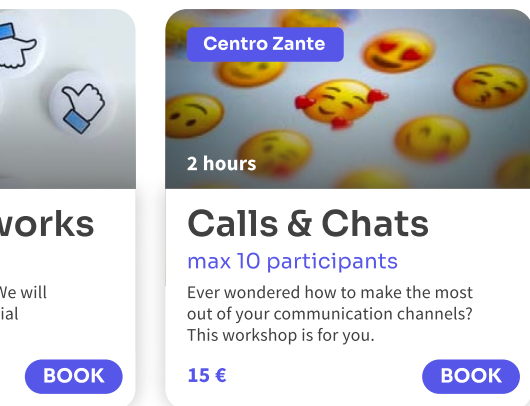 works
We will
ial
BOOK
Centro Zante
2 hours
Calls & Chats
max 10 participants
Ever wondered how to make the most
out of your communication channels?
This workshop is for you.
15 €
BOOK